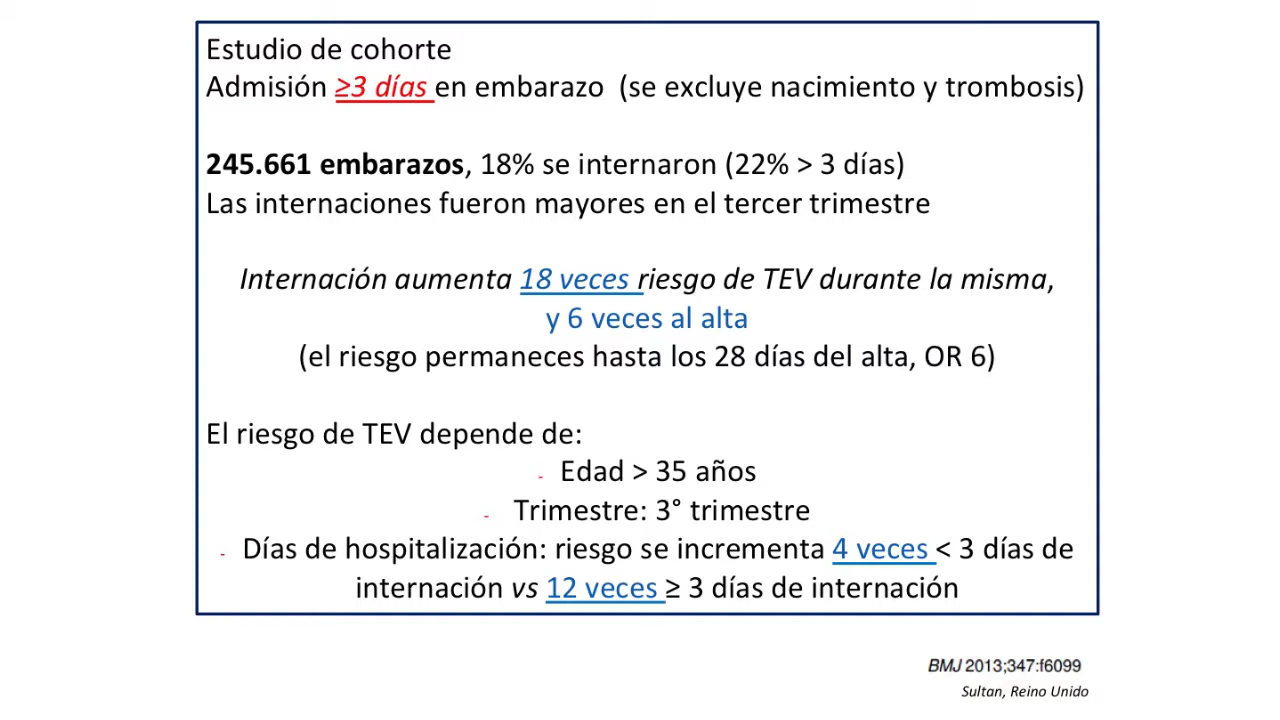 Estudio de cohorte
Admisión ≥3 días en embarazo (se excluye nacimiento y trombosis)
245.661 embarazos, 18% se internaron (22% > 3 días)
Las internaciones fueron mayores en el tercer trimestre
Internación aumenta 18 veces riesgo de TEV durante la misma,
y 6 veces al alta
(el riesgo permaneces hasta los 28 días del alta, OR 6)
El riesgo de TEV depende de:
- Edad > 35 años
- Trimestre: 3° trimestre
- Días de hospitalización: riesgo se incrementa 4 veces < 3 días de
internación vs 12 veces ≥ 3 días de internación
BMJ 2013;347:f6099
Sultan, Reino Unido